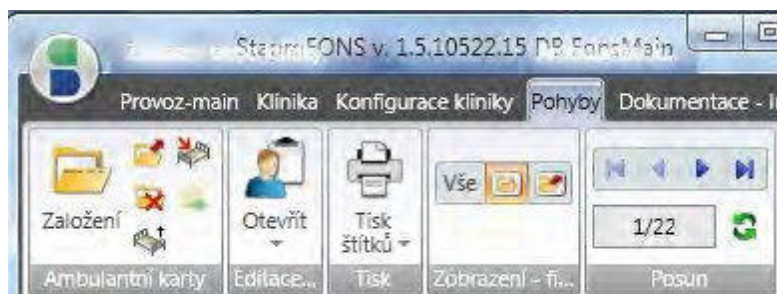 StaproFONS v. 1.5.10522.15 DB FonsMain
Provoz-main Klinika Konfigurace kliniky Pohyby Dokumentace -
Založení
Otevřít
Tisk
štítků
Vše
1/22
Ambulantní karty
Editace...
Tisk
Zobrazení - fi...
Posun